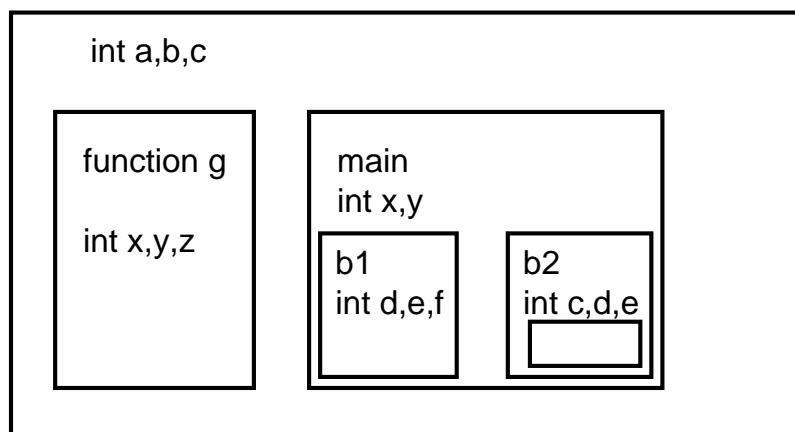 int a,b,c
function g
int x,y,z
main
int x,y
b1
int d,e,f
b2
int c,d,e